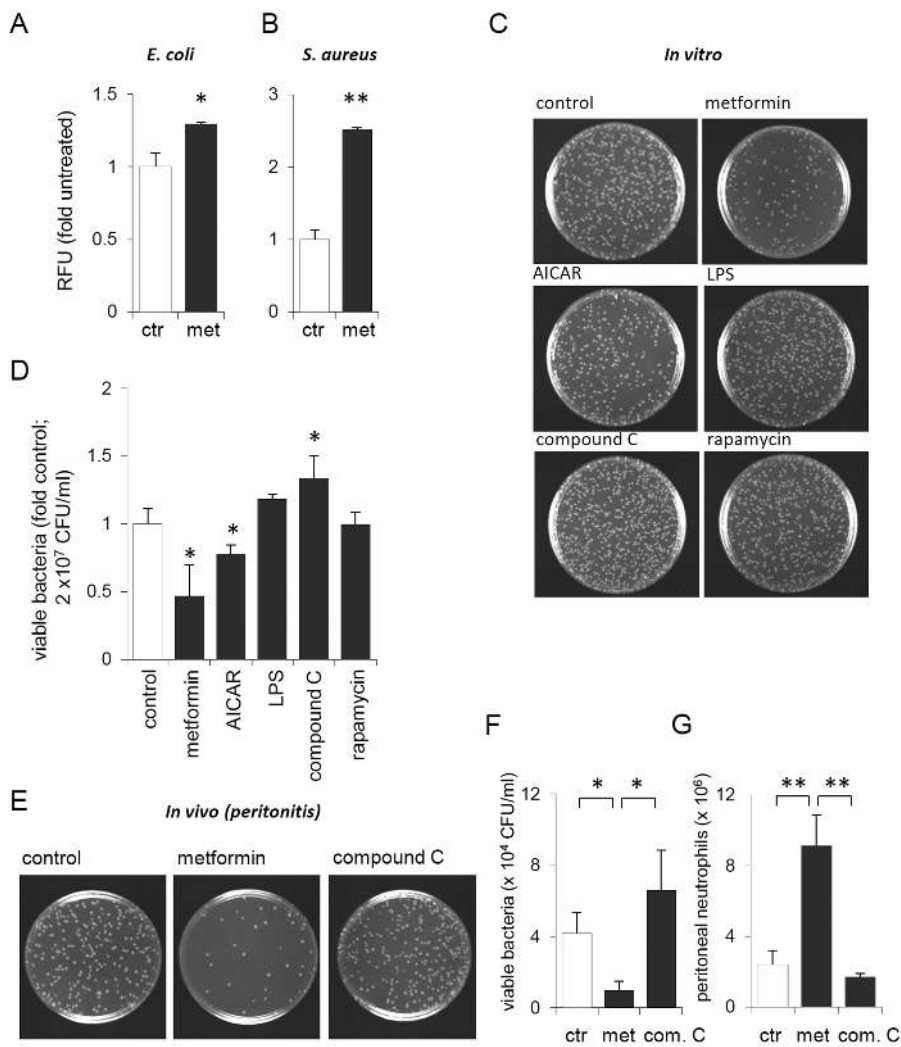 A
B
C
E. coli
S. aureus
In vitro
RFU (fold untreated)
1.5
1
0.5
0
*
ctr met
3
2
1
0
**
ctr met
control metformin
AICAR LPS
compound C rapamycin
D
viable bacteria (fold control;
2 x10⁷ CFU/ml)
2
1.5
1
0.5
0
*
*
*
control
metformin
AICAR
LPS
compound C
rapamycin
E
In vivo (peritonitis)
control metformin compound C
F
viable bacteria (x 10⁴ CFU/ml)
12
8
4
0
* *
ctr met com. C
G
peritoneal neutrophils (x 10⁶)
12
8
4
0
** **
ctr met com. C